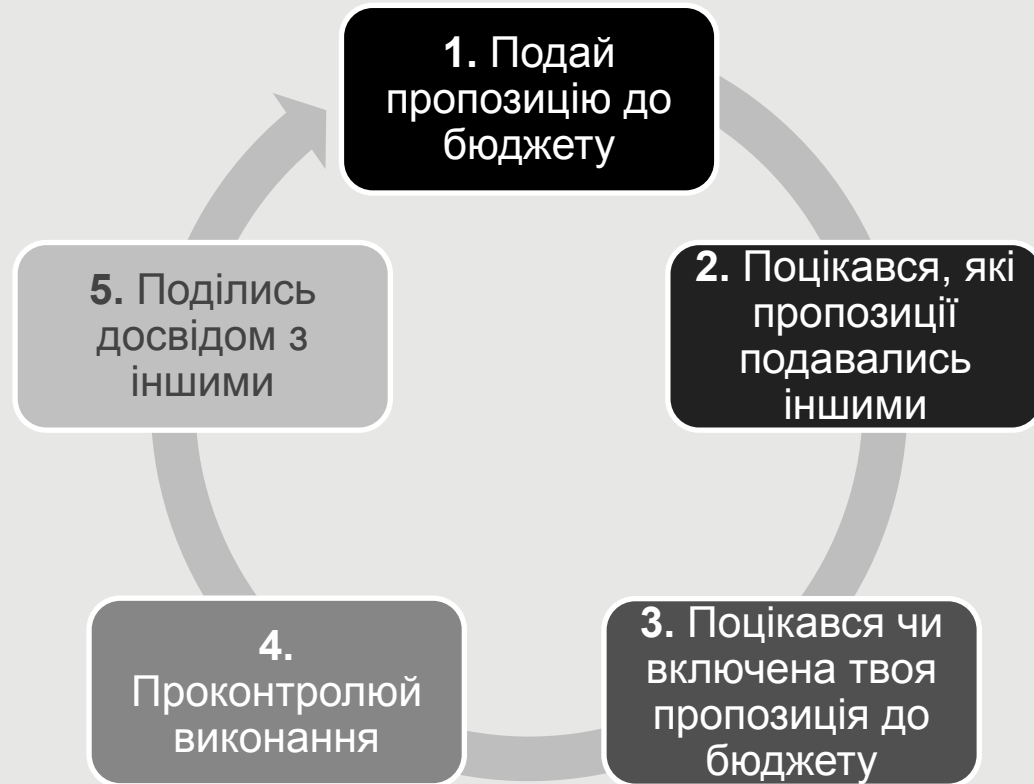 1. Подай
пропозицію до
бюджету
2. Поцікався, які
пропозиції
подавались
іншими
3. Поцікався чи
включена твоя
пропозиція до
бюджету
4.
Проконтролюй
виконання
5. Поділись
досвідом з
іншими